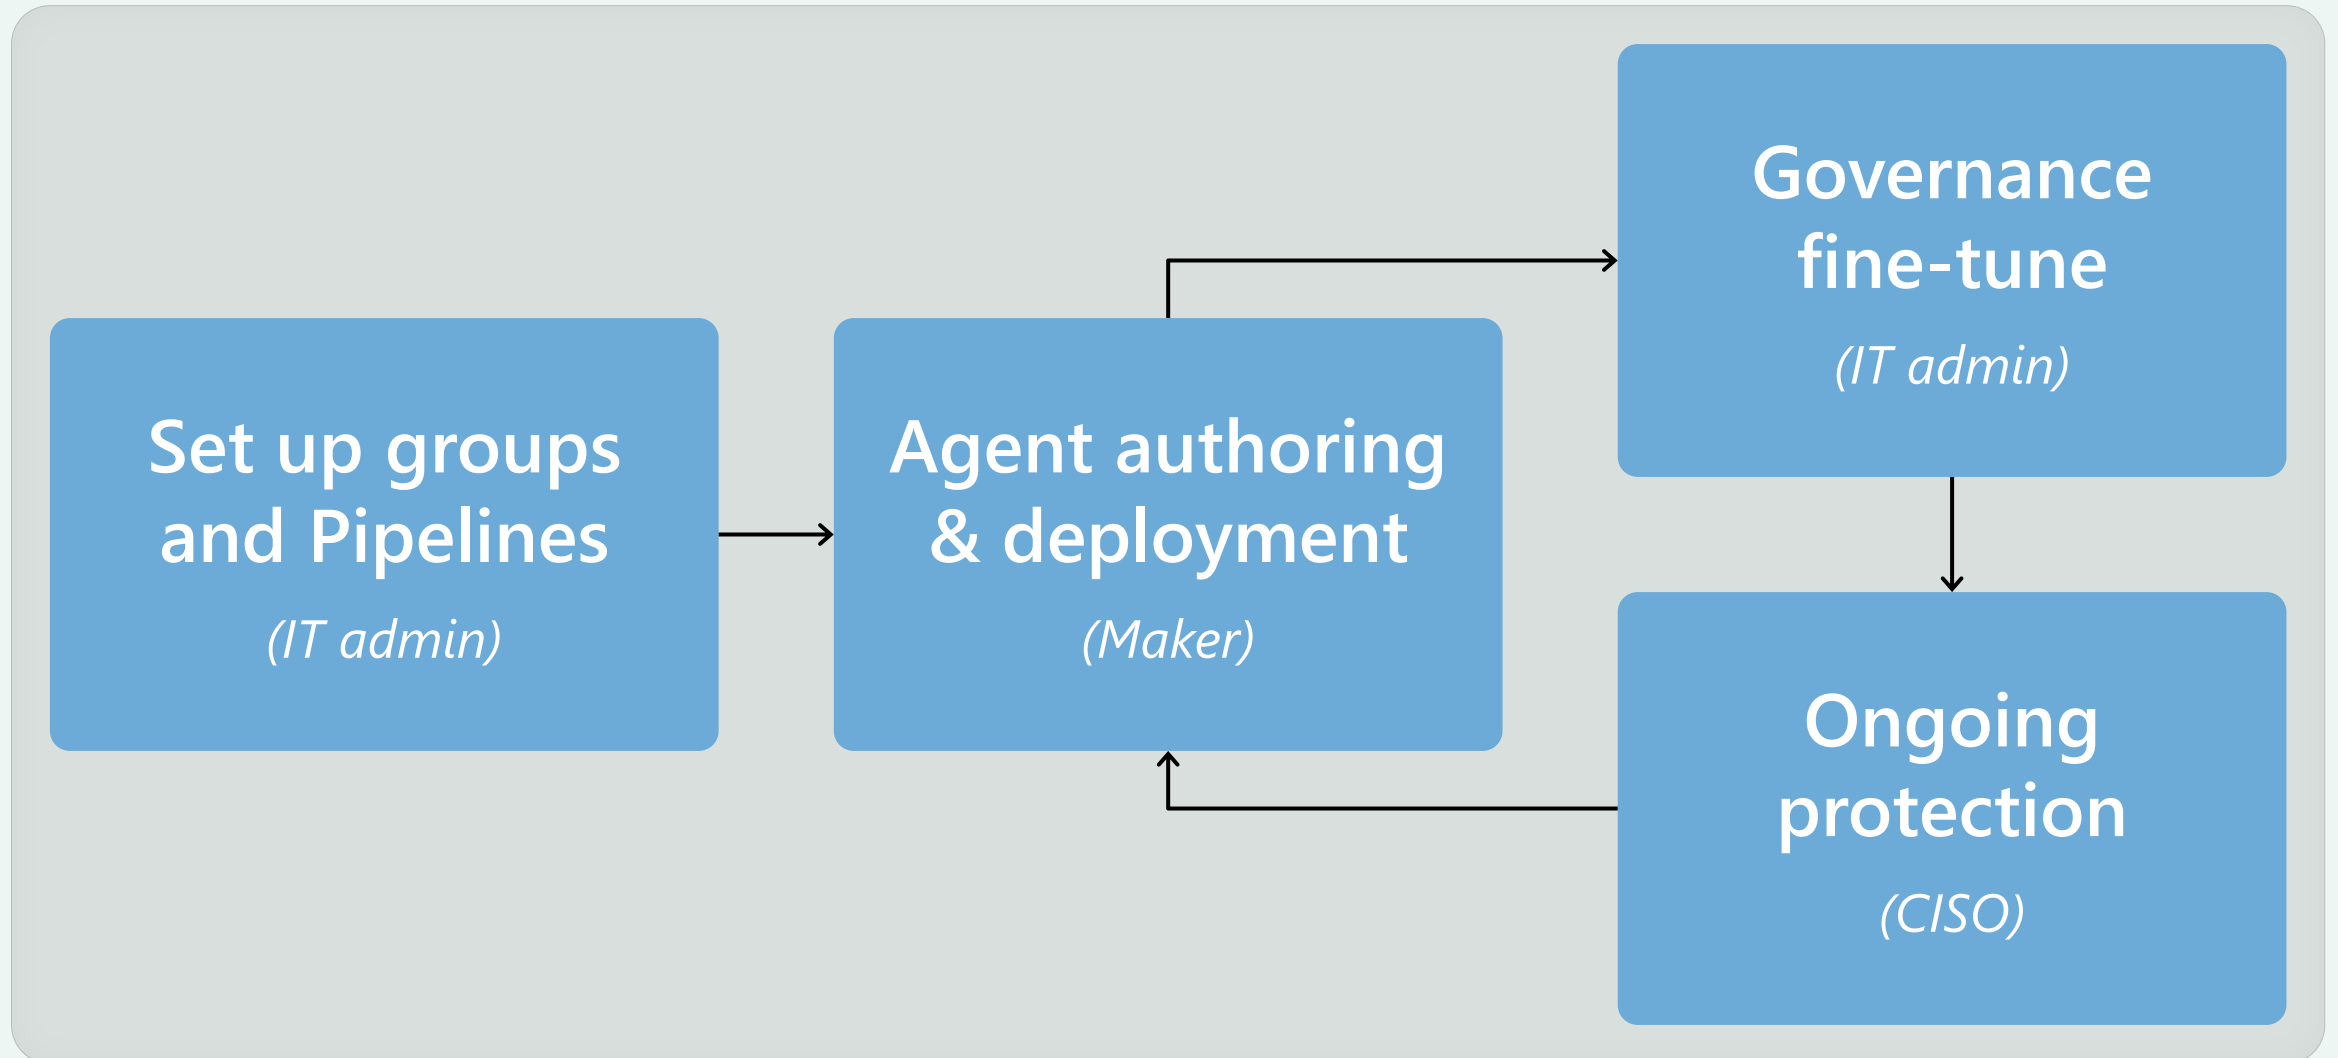 Set up groups
and Pipelines
(IT admin)
Agent authoring
& deployment
(Maker)
Governance
fine-tune
(IT admin)
Ongoing
protection
(CISO)